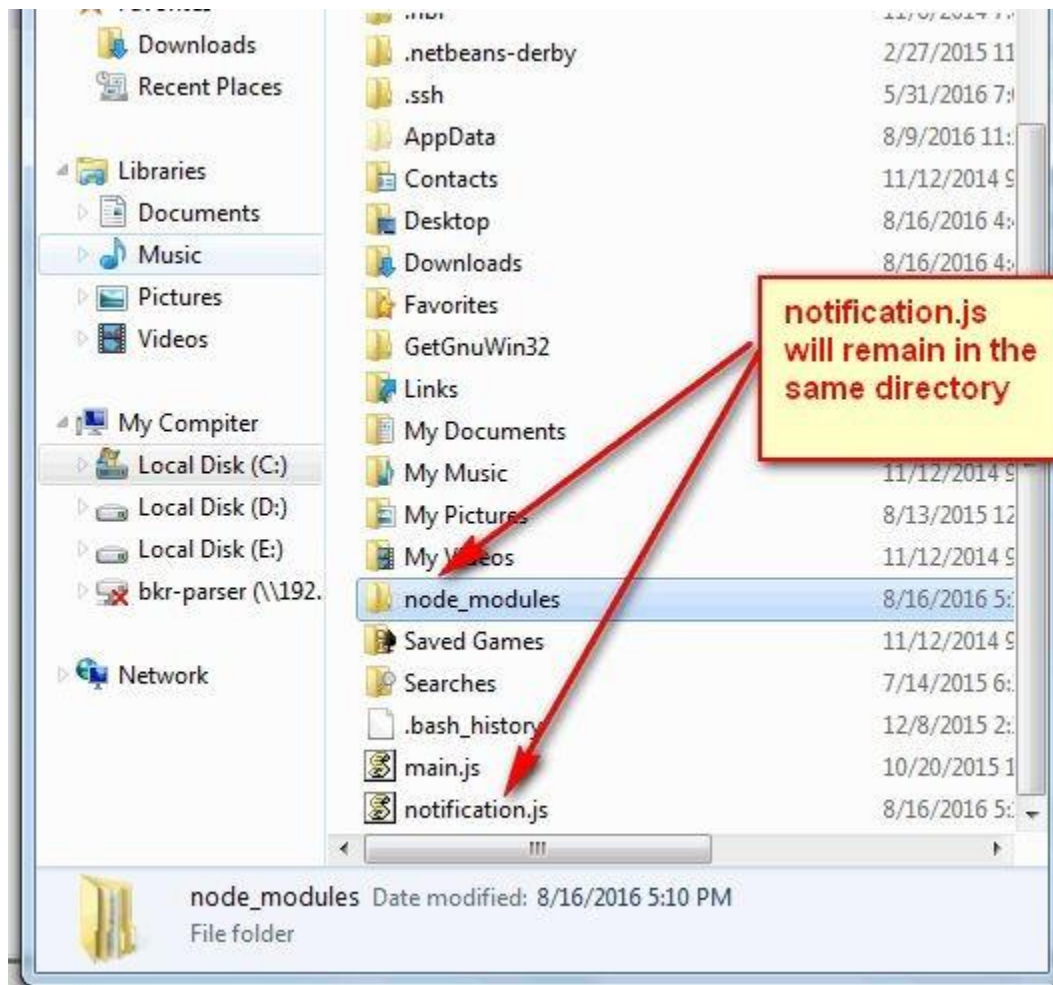 Downloads
Recent Places
Libraries
Documents
Music
Pictures
Videos
My Compiter
Local Disk (C:)
Local Disk (D:)
Local Disk (E:)
bkr-parser (\\192.
Network
.netbeans-derby 2/27/2015 11
.ssh 5/31/2016 7:
AppData 8/9/2016 11:
Contacts 11/12/2014 9
Desktop 8/16/2016 4:
Downloads 8/16/2016 4:
Favorites
GetGnuWin32
Links
My Documents
My Music 11/12/2014 9
My Pictures 8/13/2015 12
My Videos 11/12/2014 9
node_modules 8/16/2016 5:
Saved Games 11/12/2014 9
Searches 7/14/2015 6:
.bash_history 12/8/2015 2:
main.js 10/20/2015 1
notification.js 8/16/2016 5:
notification.js
will remain in the
same directory
node_modules Date modified: 8/16/2016 5:10 PM
File folder